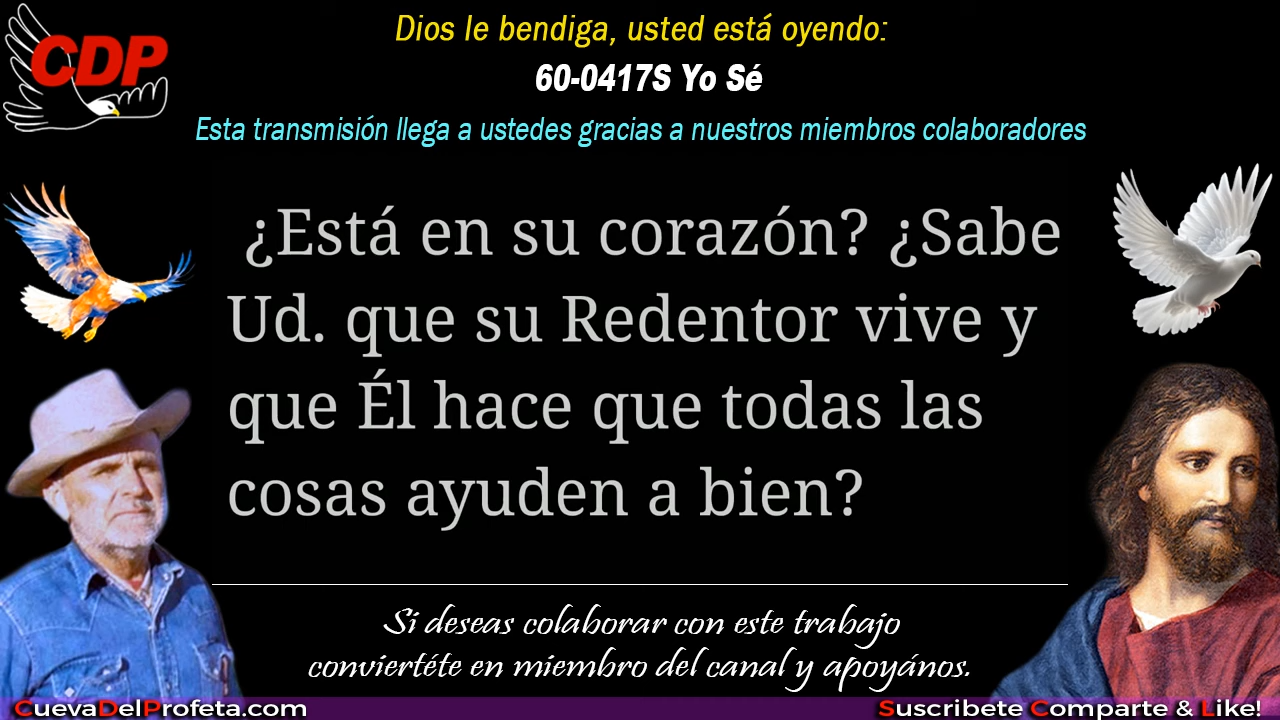 CDP
Dios le bendiga, usted está oyendo:
60-0417S Yo Sé
Esta transmisión llega a ustedes gracias a nuestros miembros colaboradores
¿Está en su corazón? ¿Sabe
Ud. que su Redentor vive y
que Él hace que todas las
cosas ayuden a bien?
Si deseas colaborar con este trabajo
conviertéte en miembro del canal y apoyános.
CuevaDelProfeta.com
Suscribete Comparte & Like!